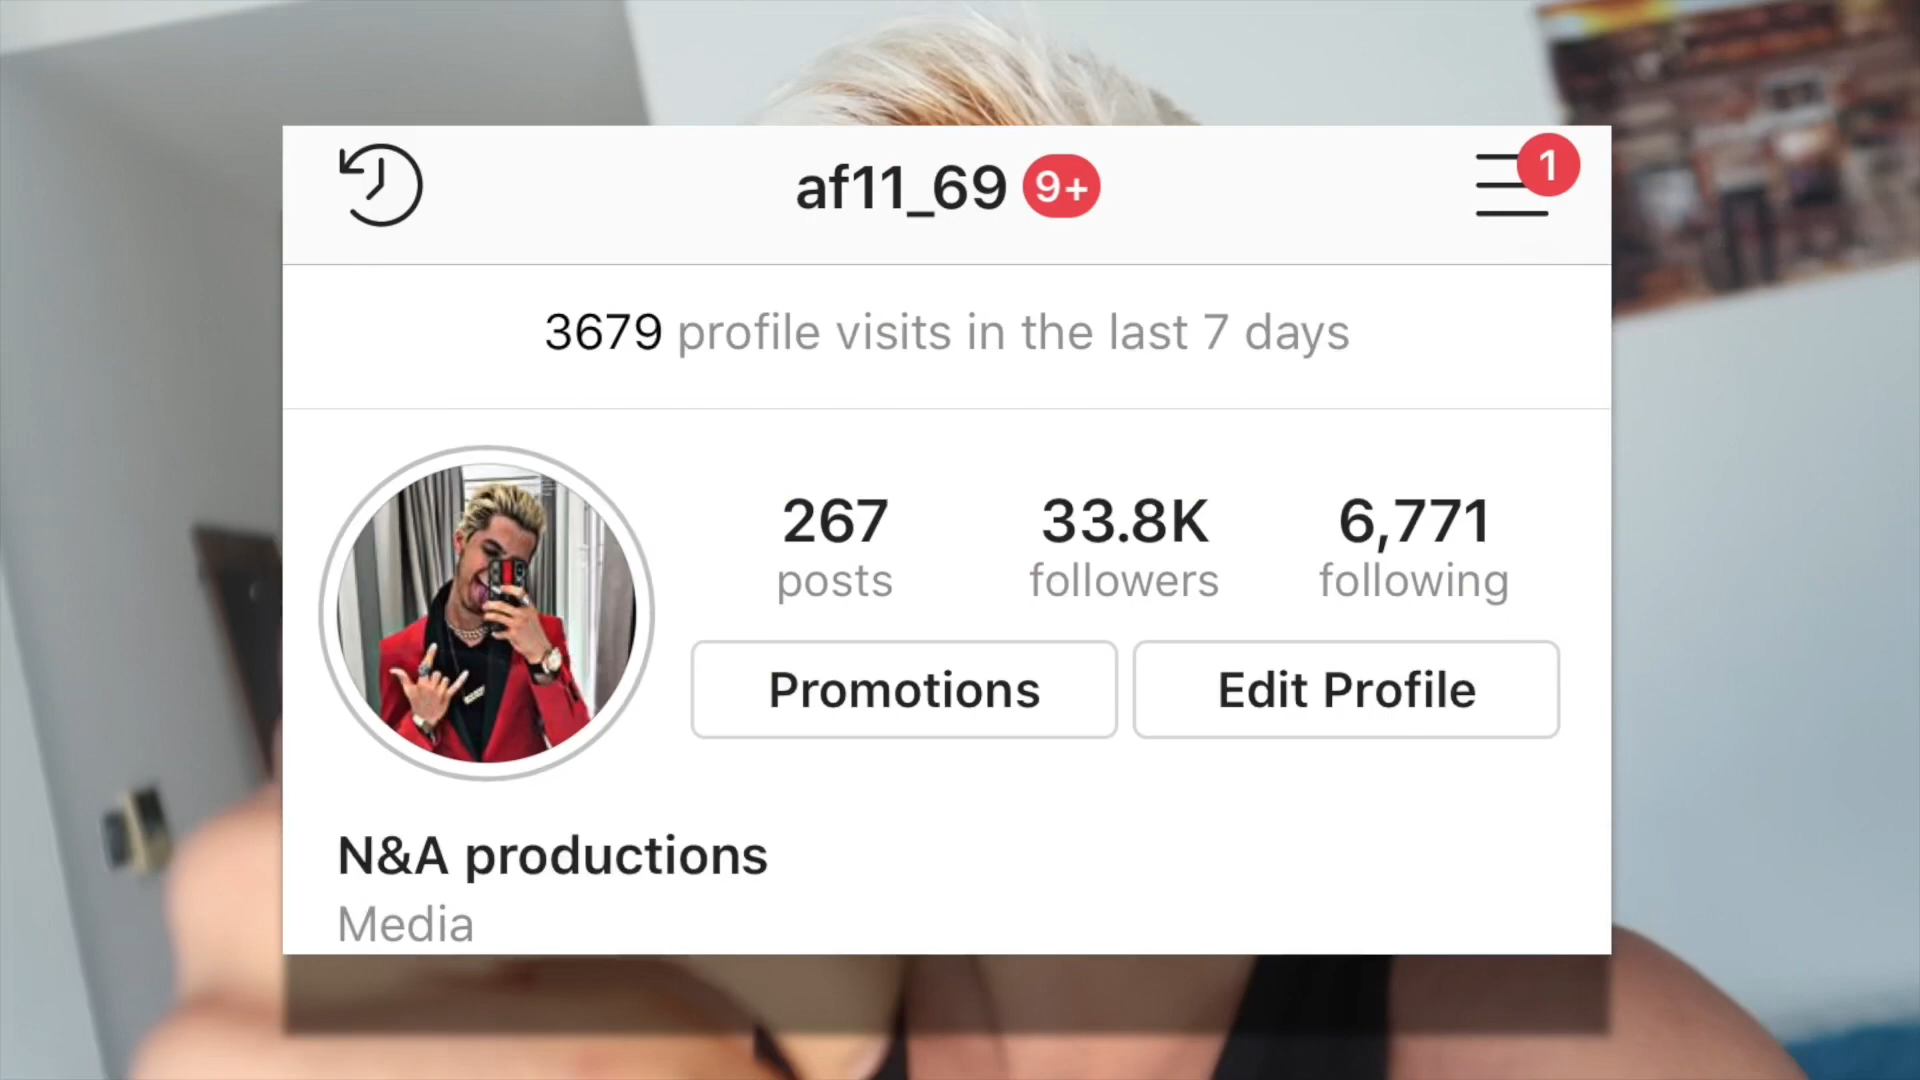 af11_69 9+
1
3679 profile visits in the last 7 days
267 33.8K 6,771
posts followers following
Promotions Edit Profile
N&A productions
Media